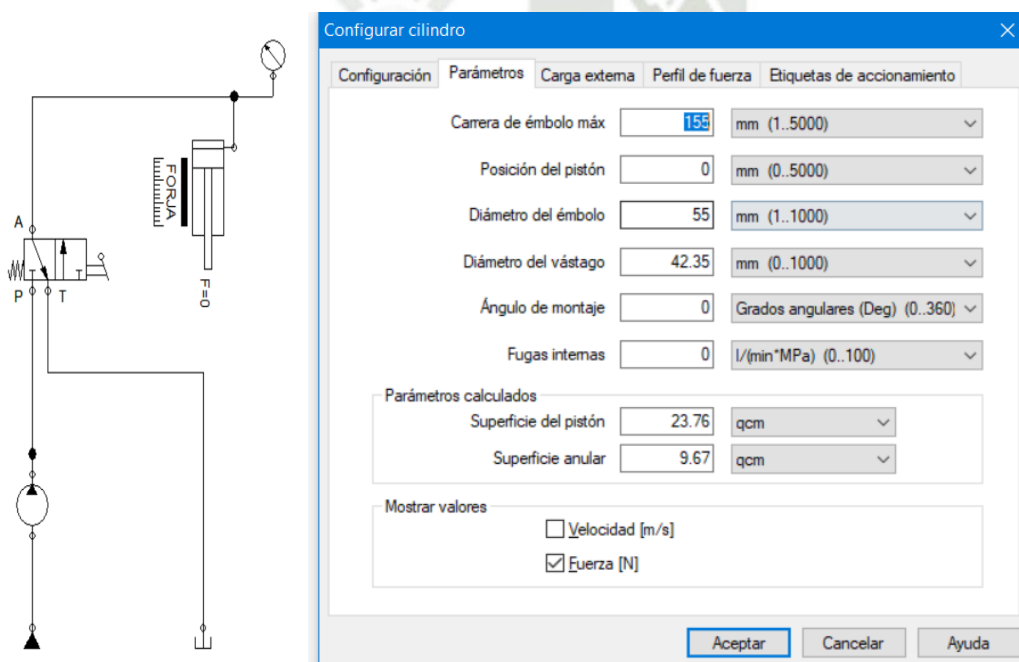 A
T
T
P
T
FORJA
F=0
Configurar cilindro
Configuración
Parámetros
Carga externa
Perfil de fuerza
Etiquetas de accionamiento
Carrera de émbolo máx 155 mm (1..5000)
Posición del pistón 0 mm (0..5000)
Diámetro del émbolo 55 mm (1..1000)
Diámetro del vástago 42.35 mm (0..1000)
Ángulo de montaje 0 Grados angulares (Deg) (0..360)
Fugas internas 0 l/(min*MPa) (0..100)
Parámetros calculados
Superficie del pistón 23.76 qcm
Superficie anular 9.67 qcm
Mostrar valores
Velocidad [m/s]
Fuerza [N]
Aceptar
Cancelar
Ayuda